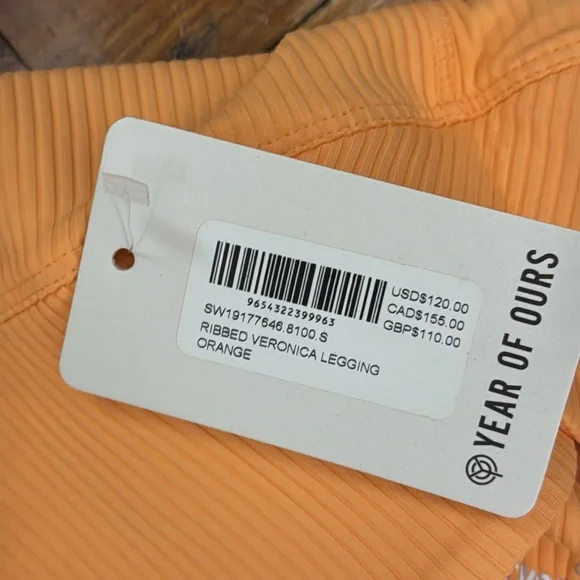 9654322399963
SW19177646.8100.S
RIBBED VERONICA LEGGING
ORANGE
USD$120.00
CAD$155.00
GBP$110.00
YEAR OF OURS